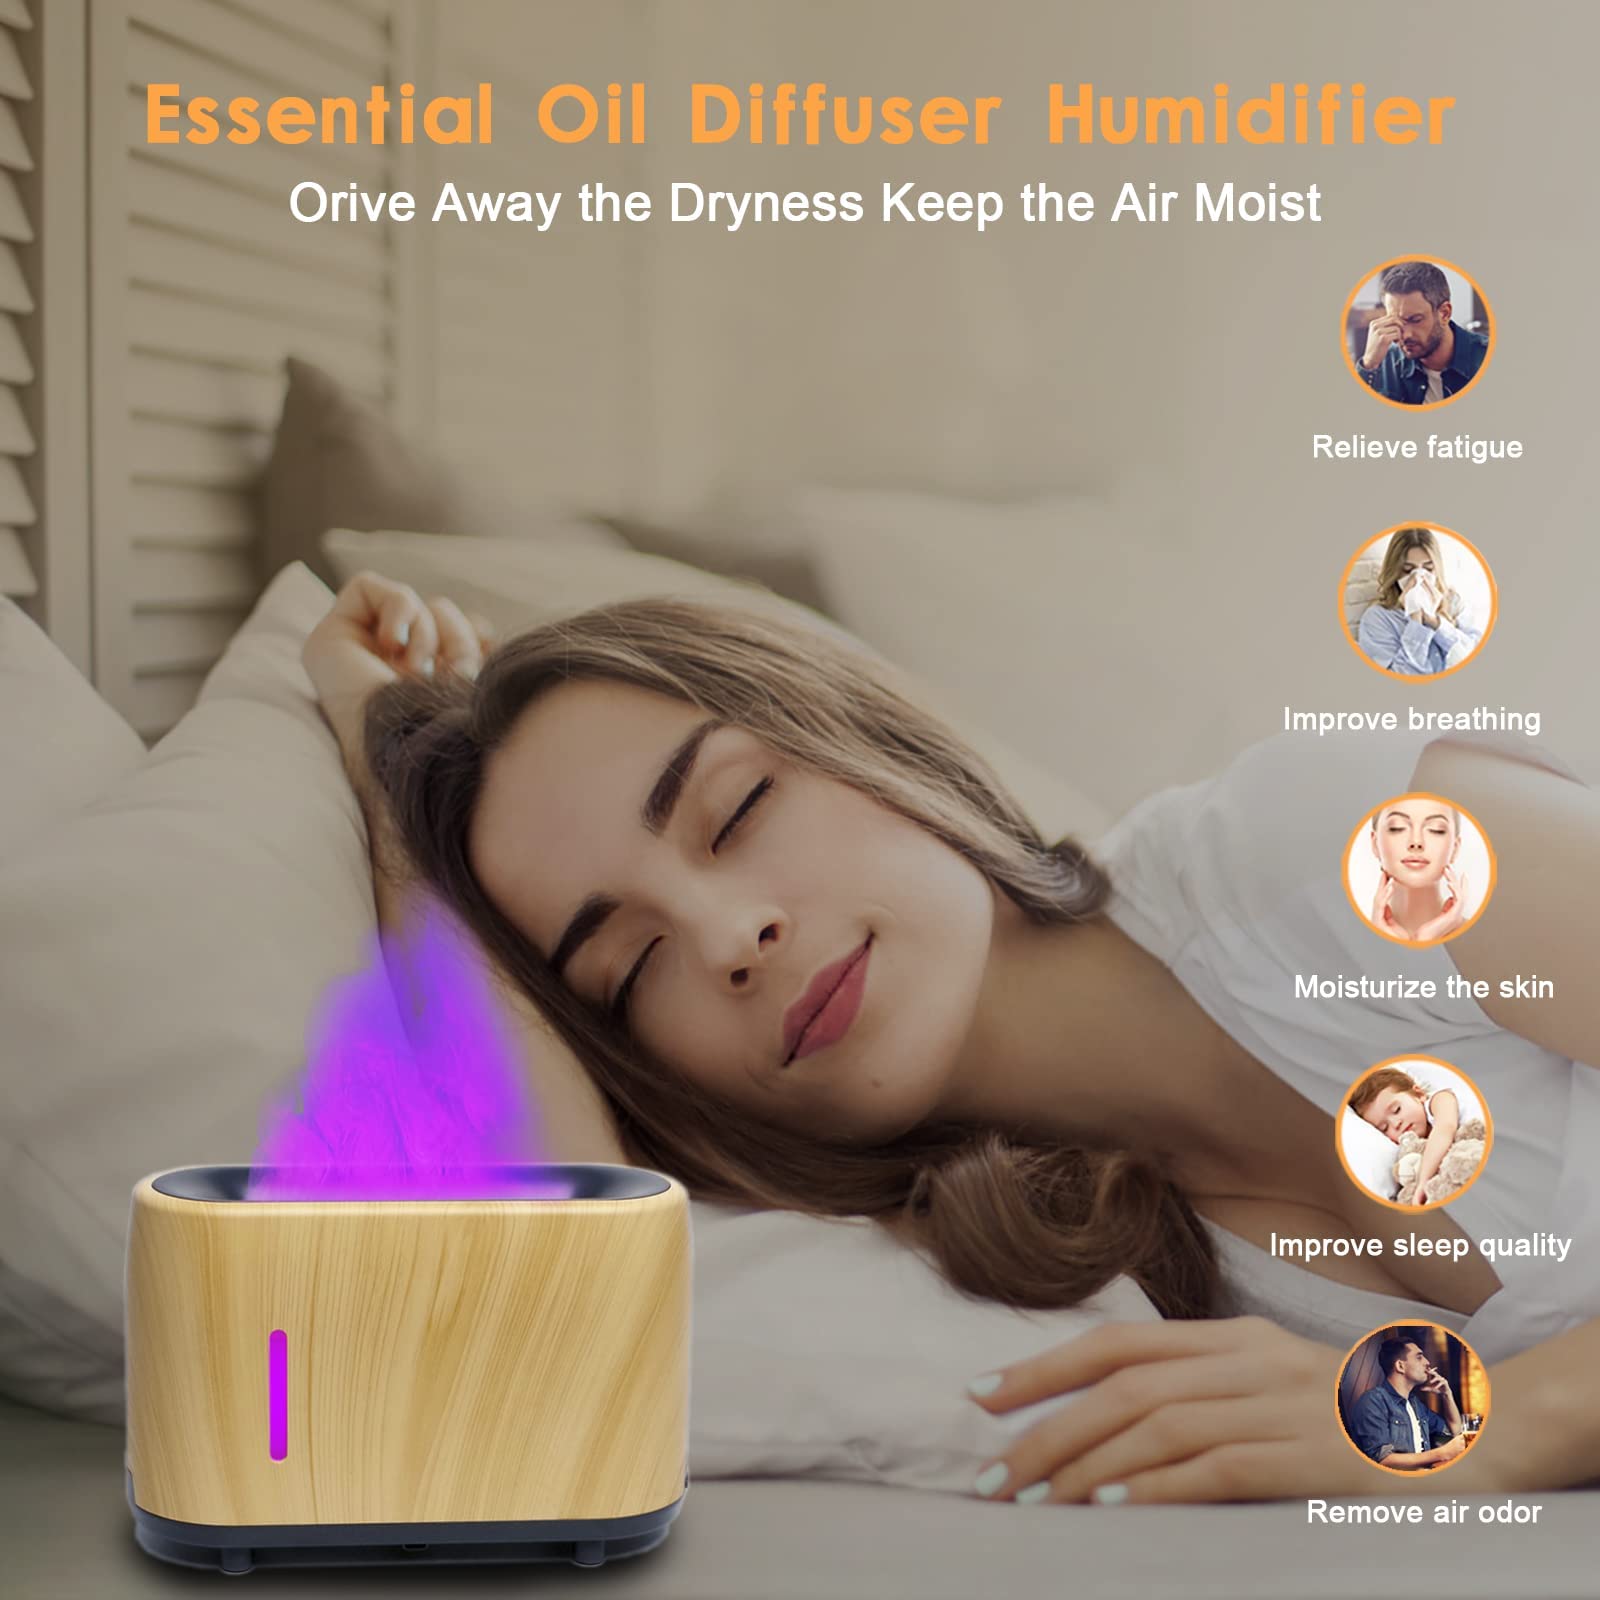 Essential Oil Diffuser Humidifier
Orive Away the Dryness Keep the Air Moist
Relieve fatigue
Improve breathing
Moisturize the skin
Improve sleep quality
Remove air odor